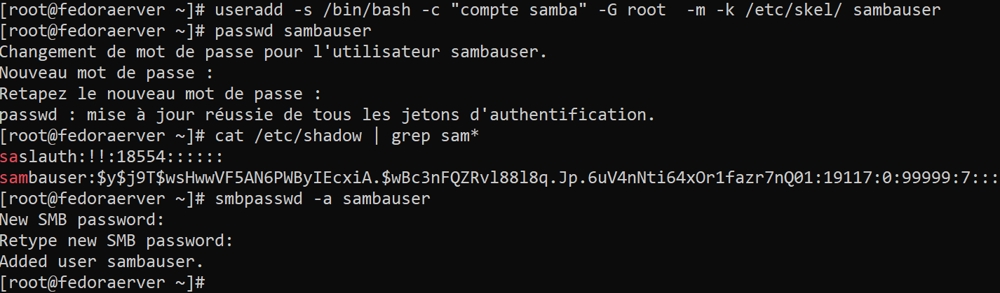 [root@fedoraerver ~]# useradd -s /bin/bash -c "compte samba" -G root  -m -k /etc/skel/ sambauser
[root@fedoraerver ~]# passwd sambauser
Changement de mot de passe pour l'utilisateur sambauser.
Nouveau mot de passe :
Retapez le nouveau mot de passe :
passwd : mise à jour réussie de tous les jetons d'authentification.
[root@fedoraerver ~]# cat /etc/shadow | grep sam*
saslauth:!!:18554::::::
sambauser:$y$j9T$wsHwwVF5AN6PWByIEcxiA.$wBc3nFQZRvl88l8q.Jp.6uV4nNti64xOr1fazr7nQ01:19117:0:99999:7:::
[root@fedoraerver ~]# smbpasswd -a sambauser
New SMB password:
Retype new SMB password:
Added user sambauser.
[root@fedoraerver ~]#